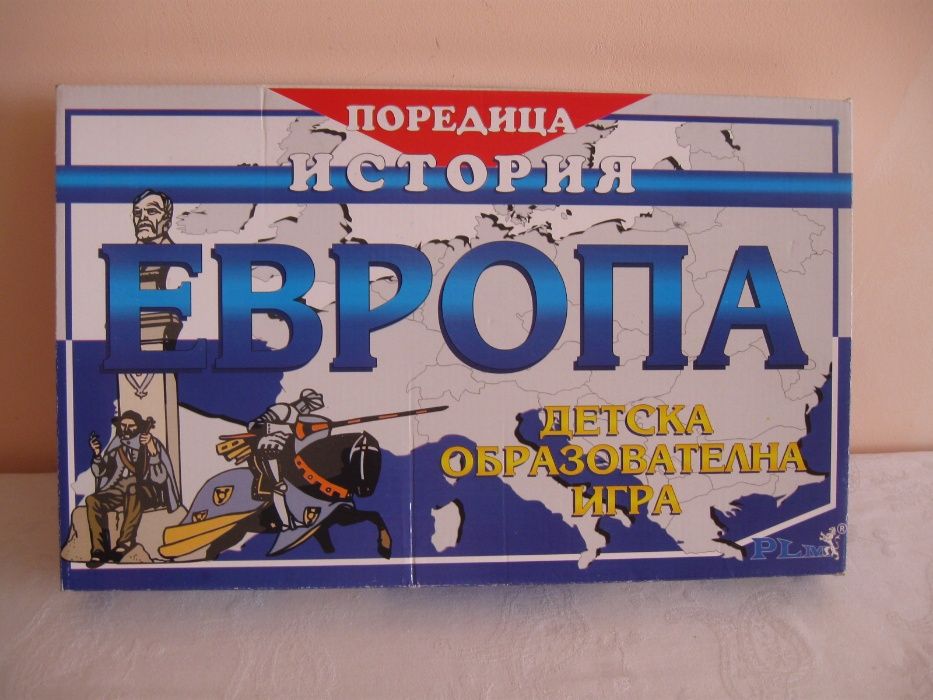 ПОРЕДИЦА
ИСТОРИЯ
ЕВРОПА
ДЕТСКА
ОБРАЗОВАТЕЛНА
ИГРА
PLM®